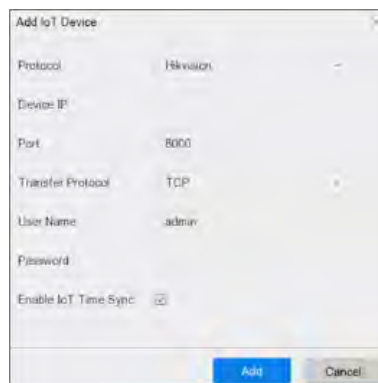 Add IoT Device
Protocol Hikvision
Device IP
Port 8000
Transfer Protocol TCP
User Name admin
Password
Enable IoT Time Sync
Add Cancel